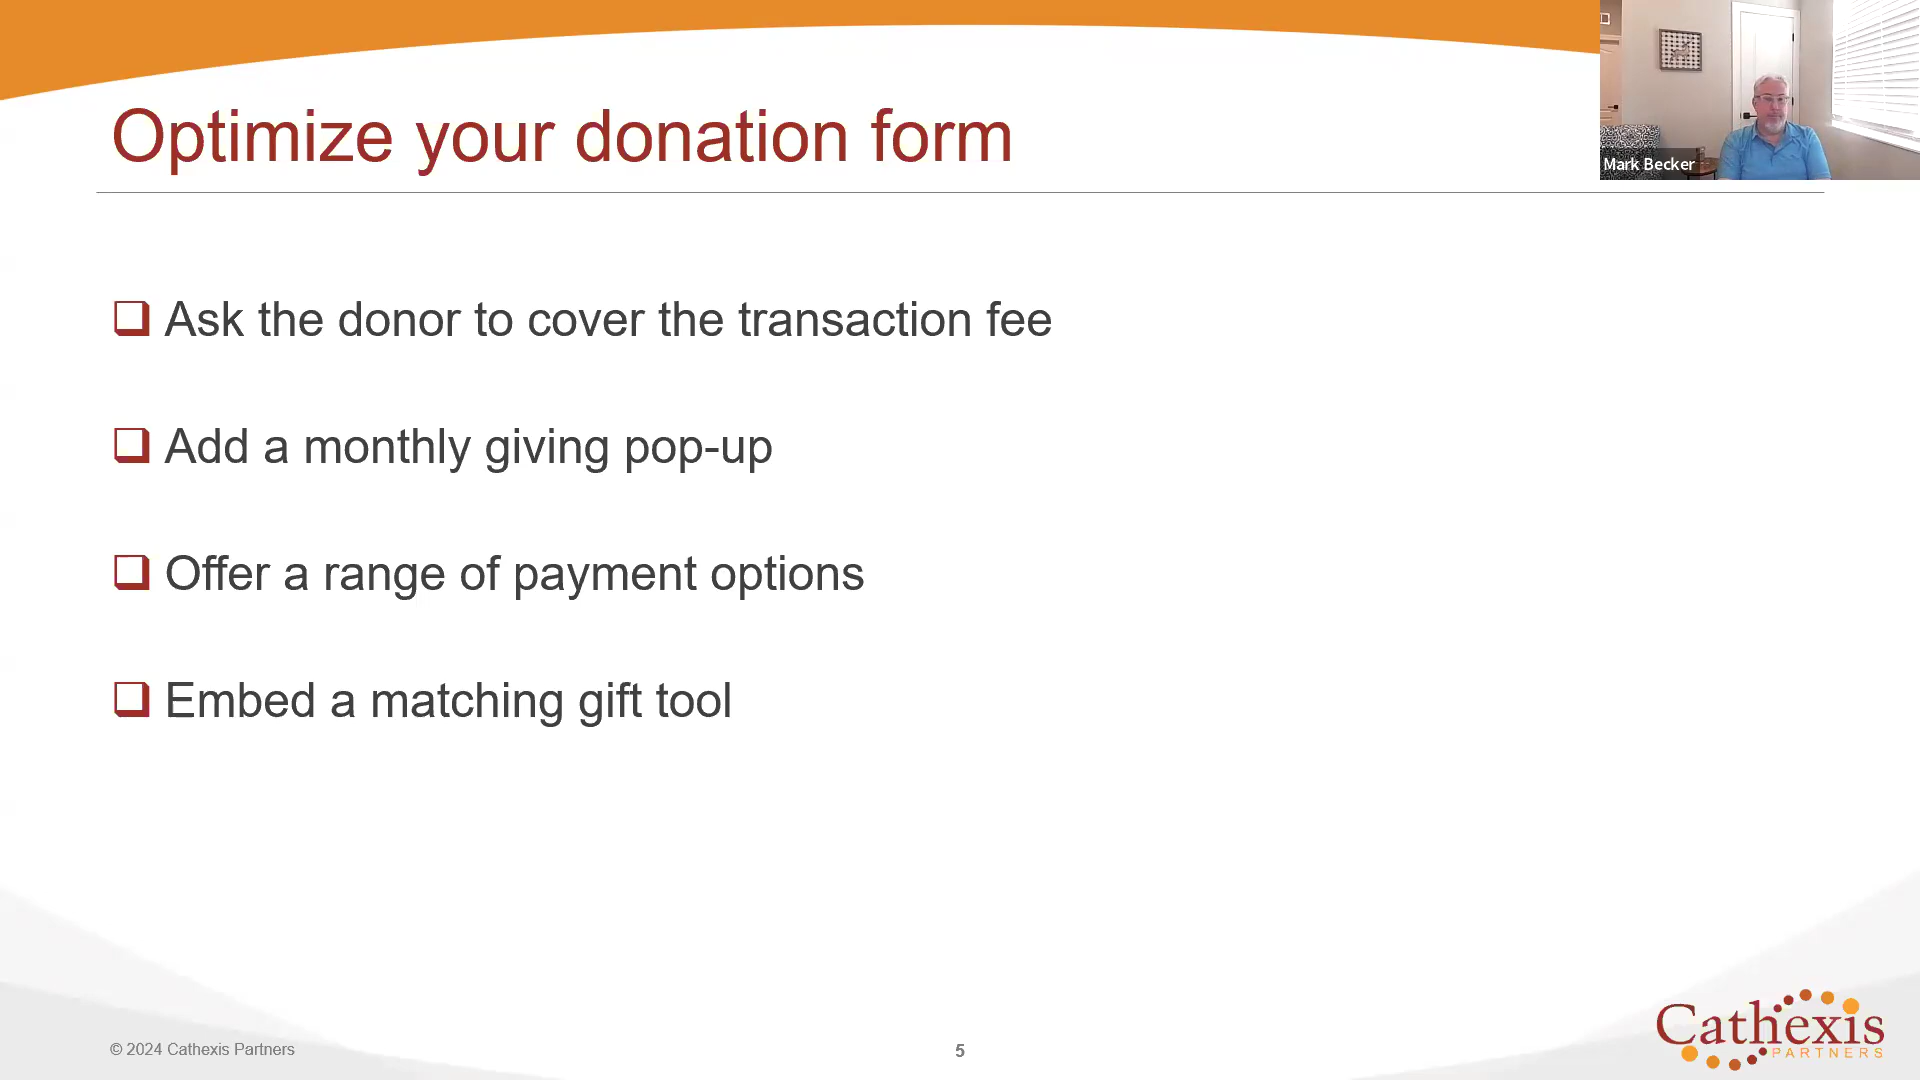 Optimize your donation form
Mark Becker
Ask the donor to cover the transaction fee
Add a monthly giving pop-up
Offer a range of payment options
Embed a matching gift tool
© 2024 Cathexis Partners
5
Cathexis
PARTNERS